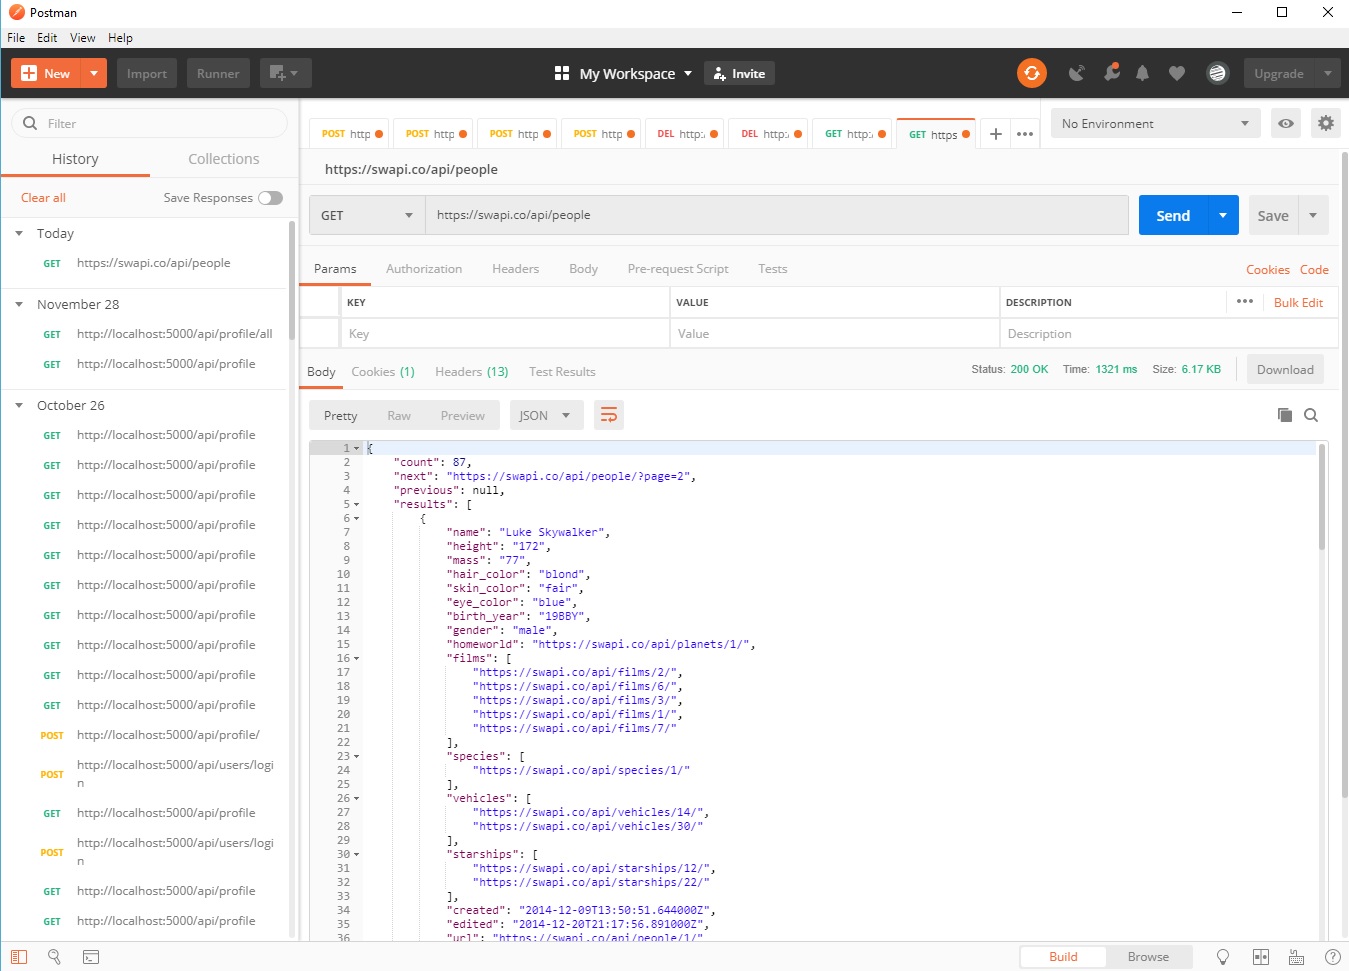 Postman
File Edit View Help
New Import Runner My Workspace Invite Upgrade
Filter
History Collections
Clear all Save Responses
Today
GET https://swapi.co/api/people
November 28
GET http://localhost:5000/api/profile/all
GET http://localhost:5000/api/profile
October 26
GET http://localhost:5000/api/profile
GET http://localhost:5000/api/profile
GET http://localhost:5000/api/profile
GET http://localhost:5000/api/profile
GET http://localhost:5000/api/profile
GET http://localhost:5000/api/profile
GET http://localhost:5000/api/profile
GET http://localhost:5000/api/profile
GET http://localhost:5000/api/profile
GET http://localhost:5000/api/profile
POST http://localhost:5000/api/profile/
POST http://localhost:5000/api/users/logi
n
GET http://localhost:5000/api/profile
POST http://localhost:5000/api/users/logi
n
GET http://localhost:5000/api/profile
GET http://localhost:5000/api/profile
POST http POST http POST http POST http DEL http: DEL http: GET http: GET https
No Environment
https://swapi.co/api/people
GET https://swapi.co/api/people Send Save
Params Authorization Headers Body Pre-request Script Tests Cookies Code
KEY VALUE DESCRIPTION Bulk Edit
Key Value Description
Body Cookies (1) Headers (13) Test Results Status: 200 OK Time: 1321 ms Size: 6.17 KB Download
Pretty Raw Preview JSON
1 {
2 "count": 87,
3 "next": "https://swapi.co/api/people/?page=2",
4 "previous": null,
5 "results": [
6 {
7 "name": "Luke Skywalker",
8 "height": "172",
9 "mass": "77",
10 "hair_color": "blond",
11 "skin_color": "fair",
12 "eye_color": "blue",
13 "birth_year": "19BBY",
14 "gender": "male",
15 "homeworld": "https://swapi.co/api/planets/1/",
16 "films": [
17 "https://swapi.co/api/films/2/",
18 "https://swapi.co/api/films/6/",
19 "https://swapi.co/api/films/3/",
20 "https://swapi.co/api/films/1/",
21 "https://swapi.co/api/films/7/"
22 ],
23 "species": [
24 "https://swapi.co/api/species/1/"
25 ],
26 "vehicles": [
27 "https://swapi.co/api/vehicles/14/",
28 "https://swapi.co/api/vehicles/30/"
29 ],
30 "starships": [
31 "https://swapi.co/api/starships/12/",
32 "https://swapi.co/api/starships/22/"
33 ],
34 "created": "2014-12-09T13:50:51.644000Z",
35 "edited": "2014-12-20T21:17:56.891000Z",
36 "url": "https://swapi.co/api/people/1/"
Build Browse